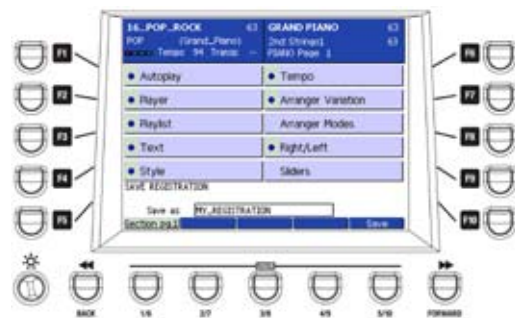 16_POP_ROCK 63 GRAND PIANO 63
POP (Grand_Piano) 2nd Strings1 63
Tempo: 94 Transp: -- PIANO Page 1
F1 • Autoplay • Tempo F6
F2 • Player • Arranger Variation F7
F3 • Playlist Arranger Modes F8
F4 • Text • Right/Left F9
F5 • Style Sliders F10
SAVE REGISTRATION
Save as MY_REGISTRATION
Section pg.1 Save
BACK 1/6 2/7 3/8 4/9 5/10 FORWARD